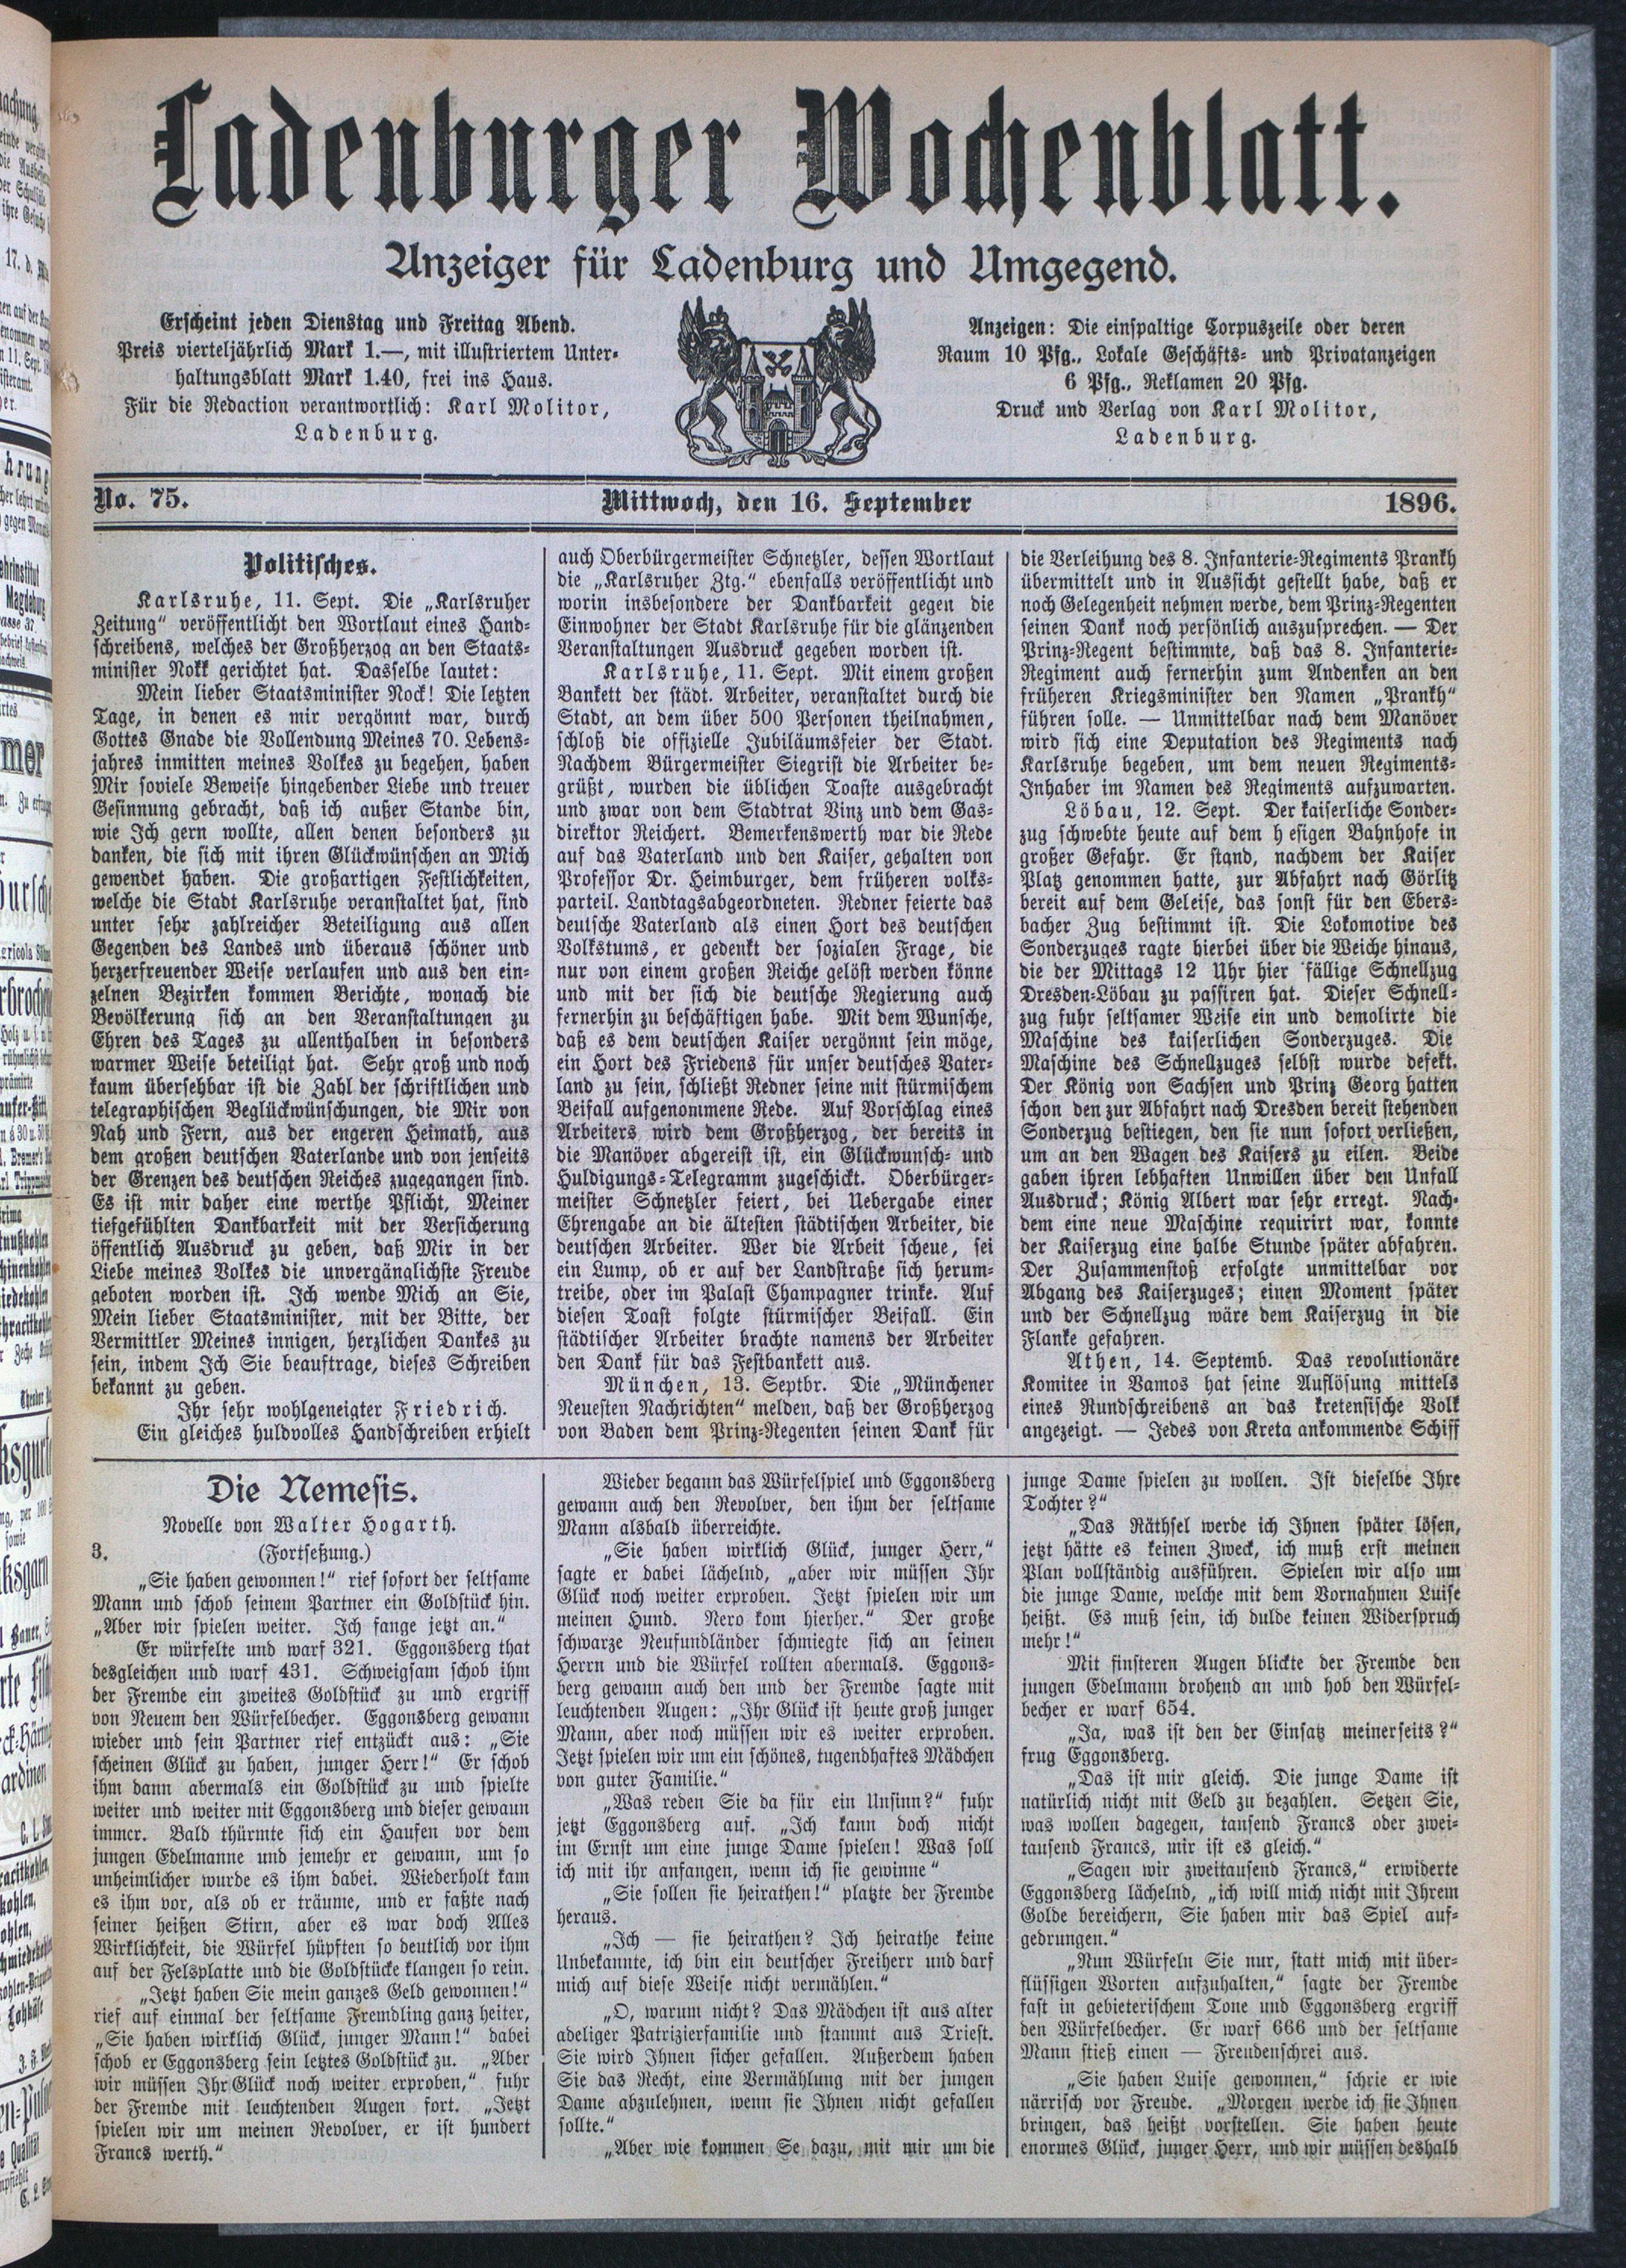 Ladenburger Wochenblatt.
Anzeiger für Ladenburg und Umgegend.
Erscheint jeden Dienstag und Freitag Abend.
Preis vierteljährlich Mark 1.—, mit illustriertem Unter-
haltungsblatt Mark 1.40, frei ins Haus.
Für die Redaction verantwortlich: Karl Molitor,
Ladenburg.
Anzeigen: Die einspaltige Corpuszeile oder deren
Raum 10 Pfg., Lokale Geschäfts- und Privatanzeigen
6 Pfg., Reklamen 20 Pfg.
Druck und Verlag von Karl Molitor,
Ladenburg.
No. 75. Mittwoch, den 16. September 1896.
Politisches.
Karlsruhe, 11. Sept. Die „Karlsruher
Zeitung“ veröffentlicht den Wortlaut eines Hand-
schreibens, welches der Großherzog an den Staats-
minister Nokk gerichtet hat. Dasselbe lautet:
Mein lieber Staatsminister Nock! Die letzten
Tage, in denen es mir vergönnt war, durch
Gottes Gnade die Vollendung Meines 70. Lebens-
jahres inmitten meines Volkes zu begehen, haben
Mir soviele Beweise hingebender Liebe und treuer
Gesinnung gebracht, daß ich außer Stande bin,
wie Ich gern wollte, allen denen besonders zu
danken, die sich mit ihren Glückwünschen an Mich
gewendet haben. Die großartigen Festlichkeiten,
welche die Stadt Karlsruhe veranstaltet hat, sind
unter sehr zahlreicher Beteiligung aus allen
Gegenden des Landes und überaus schöner und
herzerfreuender Weise verlaufen und aus den ein-
zelnen Bezirken kommen Berichte, wonach die
Bevölkerung sich an den Veranstaltungen zu
Ehren des Tages zu allenthalben in besonders
warmer Weise beteiligt hat. Sehr groß und noch
kaum übersehbar ist die Zahl der schriftlichen und
telegraphischen Beglückwünschungen, die Mir von
Nah und Fern, aus der engeren Heimath, aus
dem großen deutschen Vaterlande und von jenseits
der Grenzen des deutschen Reiches zugegangen sind.
Es ist mir daher eine werthe Pflicht, Meiner
tiefgefühlten Dankbarkeit mit der Versicherung
öffentlich Ausdruck zu geben, daß Mir in der
Liebe meines Volkes die unvergänglichste Freude
geboten worden ist. Ich wende Mich an Sie,
Mein lieber Staatsminister, mit der Bitte, der
Vermittler Meines innigen, herzlichen Dankes zu
sein, indem Ich Sie beauftrage, dieses Schreiben
bekannt zu geben.
Ihr sehr wohlgeneigter Friedrich.
Ein gleiches huldvolles Handschreiben erhielt
auch Oberbürgermeister Schnetzler, dessen Wortlaut
die „Karlsruher Ztg.“ ebenfalls veröffentlicht und
worin insbesondere der Dankbarkeit gegen die
Einwohner der Stadt Karlsruhe für die glänzenden
Veranstaltungen Ausdruck gegeben worden ist.
Karlsruhe, 11. Sept. Mit einem großen
Bankett der städt. Arbeiter, veranstaltet durch die
Stadt, an dem über 500 Personen theilnahmen,
schloß die offizielle Jubiläumsfeier der Stadt.
Nachdem Bürgermeister Siegrist die Arbeiter be-
grüßt, wurden die üblichen Toaste ausgebracht
und zwar von dem Stadtrat Vinz und dem Gas-
direktor Reichert. Bemerkenswerth war die Rede
auf das Vaterland und den Kaiser, gehalten von
Professor Dr. Heimburger, dem früheren volks-
parteil. Landtagsabgeordneten. Redner feierte das
deutsche Vaterland als einen Hort des deutschen
Volkstums, er gedenkt der sozialen Frage, die
nur von einem großen Reiche gelöst werden könne
und mit der sich die deutsche Regierung auch
fernerhin zu beschäftigen habe. Mit dem Wunsche,
daß es dem deutschen Kaiser vergönnt sein möge,
ein Hort des Friedens für unser deutsches Vater-
land zu sein, schließt Redner seine mit stürmischem
Beifall aufgenommene Rede. Auf Vorschlag eines
Arbeiters wird dem Großherzog, der bereits in
die Manöver abgereist ist, ein Glückwunsch- und
Huldigungs-Telegramm zugeschickt. Oberbürger-
meister Schnetzler feiert, bei Uebergabe einer
Ehrengabe an die ältesten städtischen Arbeiter, die
deutschen Arbeiter. Wer die Arbeit scheue, sei
ein Lump, ob er auf der Landstraße sich herum-
treibe, oder im Palast Champagner trinke. Auf
diesen Toast folgte stürmischer Beifall. Ein
städtischer Arbeiter brachte namens der Arbeiter
den Dank für das Festbankett aus.
München, 13. Septbr. Die „Münchener
Neuesten Nachrichten“ melden, daß der Großherzog
von Baden dem Prinz-Regenten seinen Dank für
die Verleihung des 8. Infanterie-Regiments Prankh
übermittelt und in Aussicht gestellt habe, daß er
noch Gelegenheit nehmen werde, dem Prinz-Regenten
seinen Dank noch persönlich auszusprechen. — Der
Prinz-Regent bestimmte, daß das 8. Infanterie-
Regiment auch fernerhin zum Andenken an den
früheren Kriegsminister den Namen „Prankh“
führen solle. — Unmittelbar nach dem Manöver
wird sich eine Deputation des Regiments nach
Karlsruhe begeben, um dem neuen Regiments-
Inhaber im Namen des Regiments aufzuwarten.
Löbau, 12. Sept. Der kaiserliche Sonder-
zug schwebte heute auf dem h esigen Bahnhofe in
großer Gefahr. Er stand, nachdem der Kaiser
Platz genommen hatte, zur Abfahrt nach Görlitz
bereit auf dem Geleise, das sonst für den Ebers-
bacher Zug bestimmt ist. Die Lokomotive des
Sonderzuges ragte hierbei über die Weiche hinaus,
die der Mittags 12 Uhr hier fällige Schnellzug
Dresden-Löbau zu passiren hat. Dieser Schnell-
zug fuhr seltsamer Weise ein und demolirte die
Maschine des kaiserlichen Sonderzuges. Die
Maschine des Schnellzuges selbst wurde defekt.
Der König von Sachsen und Prinz Georg hatten
schon den zur Abfahrt nach Dresden bereit stehenden
Sonderzug bestiegen, den sie nun sofort verließen,
um an den Wagen des Kaisers zu eilen. Beide
gaben ihren lebhaften Unwillen über den Unfall
Ausdruck; König Albert war sehr erregt. Nach-
dem eine neue Maschine requirirt war, konnte
der Kaiserzug eine halbe Stunde später abfahren.
Der Zusammenstoß erfolgte unmittelbar vor
Abgang des Kaiserzuges; einen Moment später
und der Schnellzug wäre dem Kaiserzug in die
Flanke gefahren.
Athen, 14. Septemb. Das revolutionäre
Komitee in Vamos hat seine Auflösung mittels
eines Rundschreibens an das kretensische Volk
angezeigt. — Jedes von Kreta ankommende Schiff
Die Nemesis.
Novelle von Walter Hogarth.
3. (Fortseßung.)
„Sie haben gewonnen!“ rief sofort der seltsame
Mann und schob seinem Partner ein Goldstück hin.
„Aber wir spielen weiter. Ich fange jetzt an.“
Er würfelte und warf 321. Eggonsberg that
desgleichen und warf 431. Schweigsam schob ihm
der Fremde ein zweites Goldstück zu und ergriff
von Neuem den Würfelbecher. Eggonsberg gewann
wieder und sein Partner rief entzückt aus: „Sie
scheinen Glück zu haben, junger Herr!“ Er schob
ihm dann abermals ein Goldstück zu und spielte
weiter und weiter mit Eggonsberg und dieser gewann
immer. Bald thürmte sich ein Haufen vor dem
jungen Edelmanne und jemehr er gewann, um so
unheimlicher wurde es ihm dabei. Wiederholt kam
es ihm vor, als ob er träume, und er faßte nach
seiner heißen Stirn, aber es war doch Alles
Wirklichkeit, die Würfel hüpften so deutlich vor ihm
auf der Felsplatte und die Goldstücke klangen so rein.
„Jetzt haben Sie mein ganzes Geld gewonnen!“
rief auf einmal der seltsame Fremdling ganz heiter,
„Sie haben wirklich Glück, junger Mann!“ dabei
schob er Eggonsberg sein letztes Goldstück zu. „Aber
wir müssen Ihr Glück noch weiter erproben,“ fuhr
der Fremde mit leuchtenden Augen fort. „Jetzt
spielen wir um meinen Revolver, er ist hundert
Francs werth.“
Wieder begann das Würfelspiel und Eggonsberg
gewann auch den Revolver, den ihm der seltsame
Mann alsbald überreichte.
„Sie haben wirklich Glück, junger Herr,“
sagte er dabei lächelnd, „aber wir müssen Ihr
Glück noch weiter erproben. Jetzt spielen wir um
meinen Hund. Nero kom hierher.“ Der große
schwarze Neufundländer schmiegte sich an seinen
Herrn und die Würfel rollten abermals. Eggons-
berg gewann auch den und der Fremde sagte mit
leuchtenden Augen: „Ihr Glück ist heute groß junger
Mann, aber noch müssen wir es weiter erproben.
Jetzt spielen wir um ein schönes, tugendhaftes Mädchen
von guter Familie.“
„Was reden Sie da für ein Unsinn?“ fuhr
jetzt Eggonsberg auf. „Ich kann doch nicht
im Ernst um eine junge Dame spielen! Was soll
ich mit ihr anfangen, wenn ich sie gewinne“
„Sie sollen sie heirathen!“ platzte der Fremde
heraus.
„Ich — sie heirathen? Ich heirathe keine
Unbekannte, ich bin ein deutscher Freiherr und darf
mich auf diese Weise nicht vermählen.“
„O, warum nicht? Das Mädchen ist aus alter
adeliger Patrizierfamilie und stammt aus Triest.
Sie wird Ihnen sicher gefallen. Außerdem haben
Sie das Recht, eine Vermählung mit der jungen
Dame abzulehnen, wenn sie Ihnen nicht gefallen
sollte.“
„Aber wie kommen Se dazu, mit mir um die
junge Dame spielen zu wollen. Ist dieselbe Ihre
Tochter?“
„Das Räthsel werde ich Ihnen später lösen,
jetzt hätte es keinen Zweck, ich muß erst meinen
Plan vollständig ausführen. Spielen wir also um
die junge Dame, welche mit dem Vornahmen Luise
heißt. Es muß sein, ich dulde keinen Widerspruch
mehr!“
Mit finsteren Augen blickte der Fremde den
jungen Edelmann drohend an und hob den Würfel-
becher er warf 654.
„Ja, was ist den der Einsatz meinerseits?“
frug Eggonsberg.
„Das ist mir gleich. Die junge Dame ist
natürlich nicht mit Geld zu bezahlen. Setzen Sie,
was wollen dagegen, tausend Francs oder zwei-
tausend Francs, mir ist es gleich.“
„Sagen wir zweitausend Francs,“ erwiderte
Eggonsberg lächelnd, „ich will mich nicht mit Ihrem
Golde bereichern, Sie haben mir das Spiel auf-
gedrungen.“
„Nun Würfeln Sie nur, statt mich mit über-
flüssigen Worten aufzuhalten,“ sagte der Fremde
fast in gebieterischem Tone und Eggonsberg ergriff
den Würfelbecher. Er warf 666 und der seltsame
Mann stieß einen — Freudenschrei aus.
„Sie haben Luise gewonnen,“ schrie er wie
närrisch vor Freude. „Morgen werde ich sie Ihnen
bringen, das heißt vorstellen. Sie haben heute
enormes Glück, junger Herr, und wir müssen deshalb